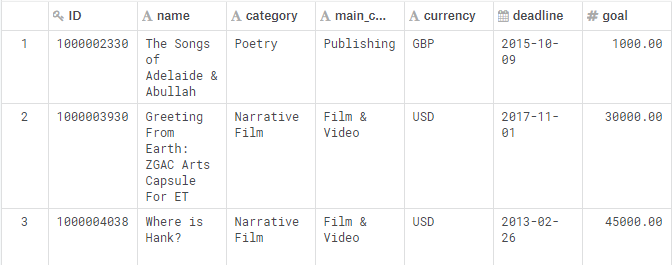 ID name category main_c... currency deadline goal
1 1000002330 The Songs Poetry Publishing GBP 2015-10- 1000.00
of 09
Adelaide &
Abullah
2 1000003930 Greeting Narrative Film & USD 2017-11- 30000.00
From Film Video 01
Earth:
ZGAC Arts
Capsule
For ET
3 1000004038 Where is Narrative Film & USD 2013-02- 45000.00
Hank? Film Video 26